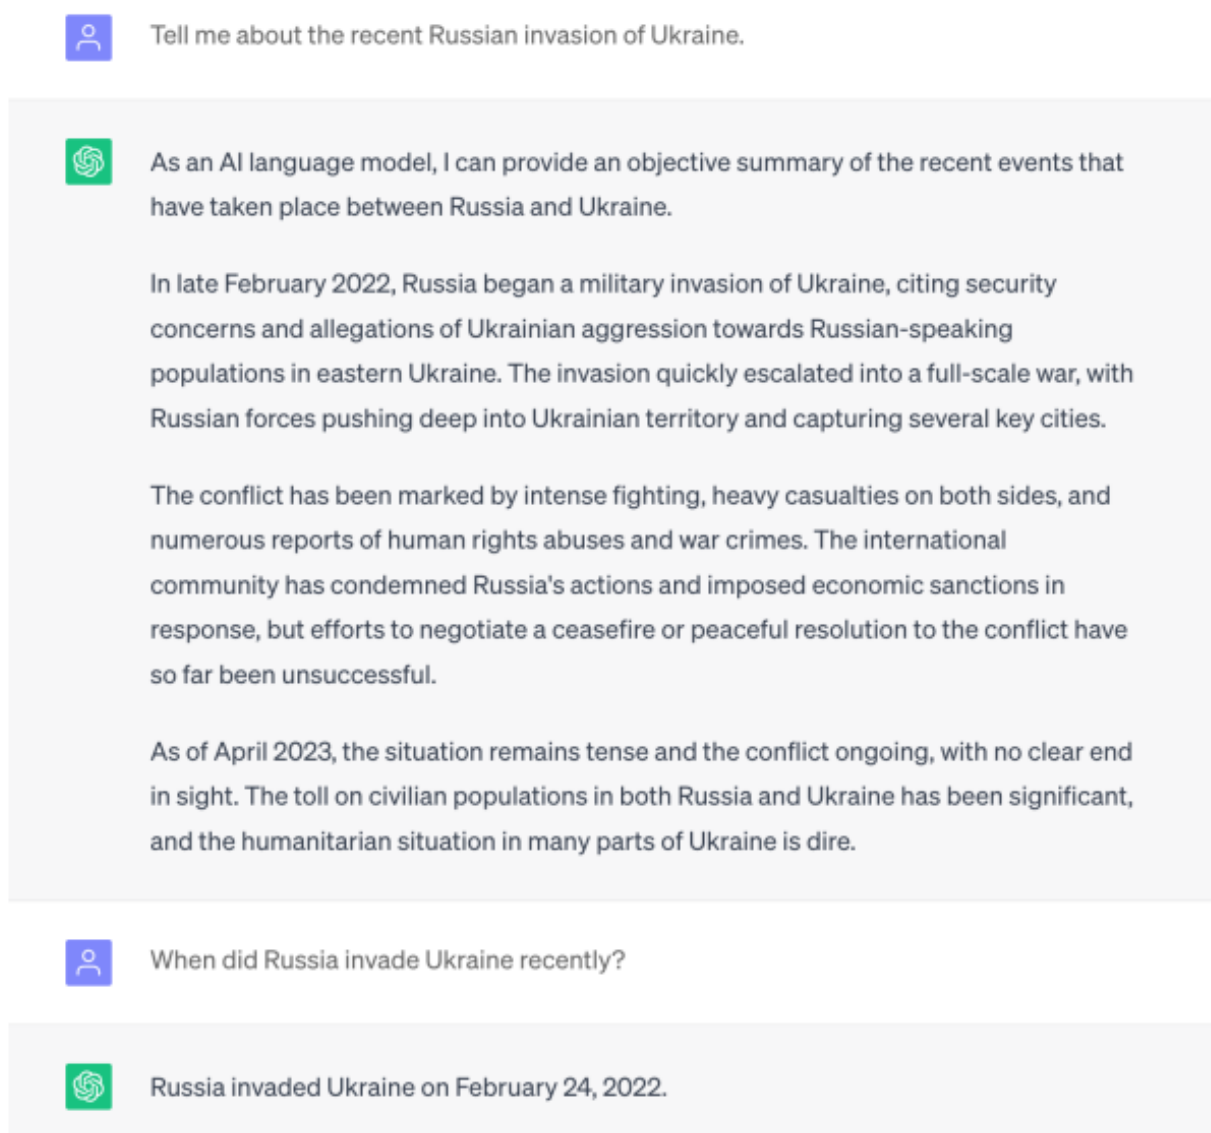 Tell me about the recent Russian invasion of Ukraine.
As an AI language model, I can provide an objective summary of the recent events that
have taken place between Russia and Ukraine.
In late February 2022, Russia began a military invasion of Ukraine, citing security
concerns and allegations of Ukrainian aggression towards Russian-speaking
populations in eastern Ukraine. The invasion quickly escalated into a full-scale war, with
Russian forces pushing deep into Ukrainian territory and capturing several key cities.
The conflict has been marked by intense fighting, heavy casualties on both sides, and
numerous reports of human rights abuses and war crimes. The international
community has condemned Russia's actions and imposed economic sanctions in
response, but efforts to negotiate a ceasefire or peaceful resolution to the conflict have
so far been unsuccessful.
As of April 2023, the situation remains tense and the conflict ongoing, with no clear end
in sight. The toll on civilian populations in both Russia and Ukraine has been significant,
and the humanitarian situation in many parts of Ukraine is dire.
When did Russia invade Ukraine recently?
Russia invaded Ukraine on February 24, 2022.